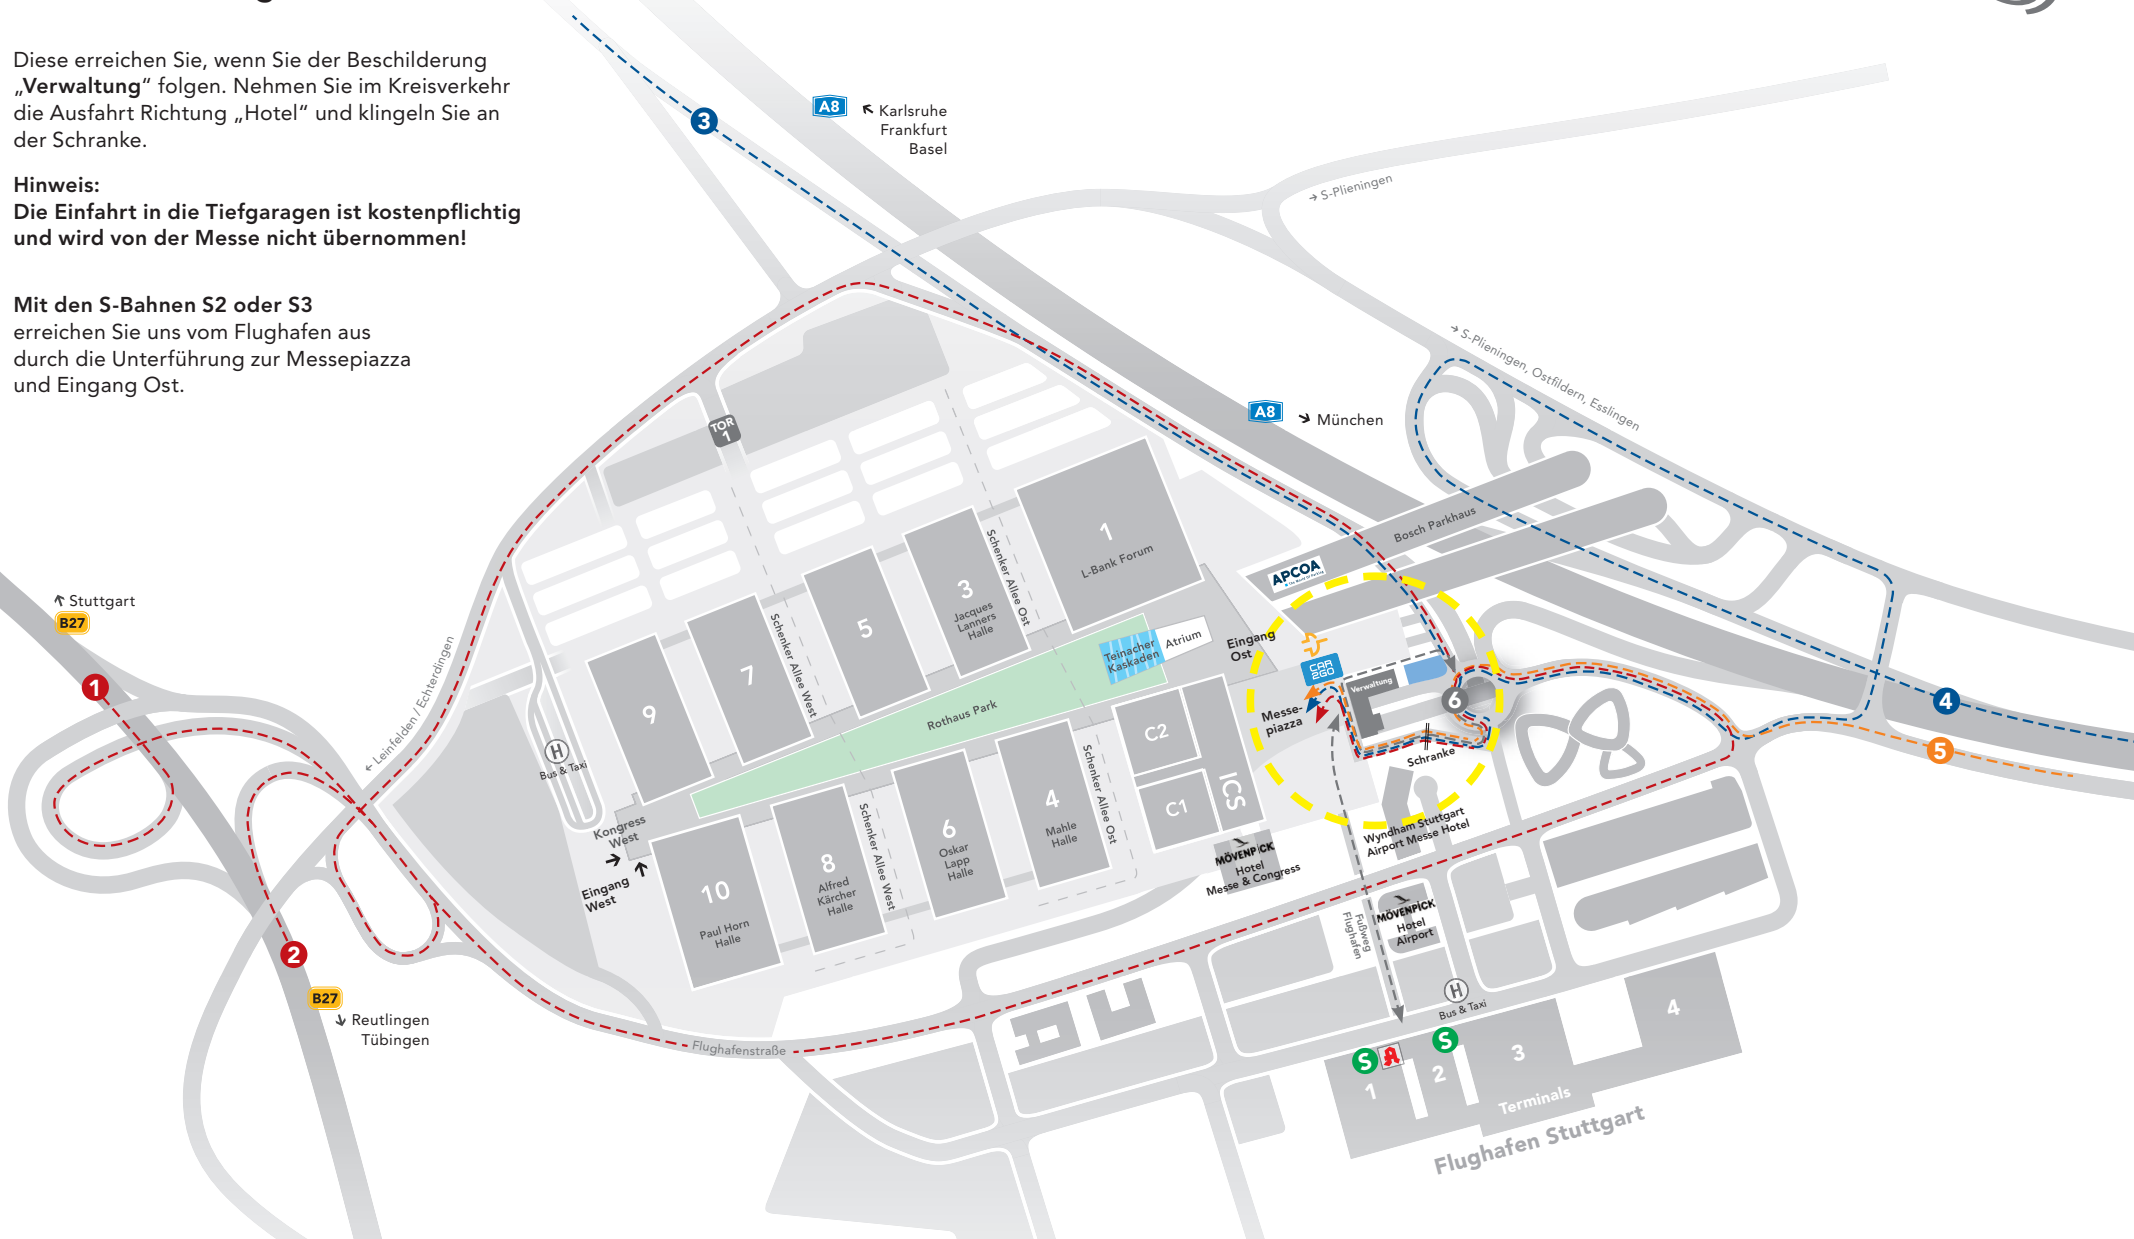 Diese erreichen Sie, wenn Sie der Beschilderung
„Verwaltung“ folgen. Nehmen Sie im Kreisverkehr
die Ausfahrt Richtung „Hotel“ und klingeln Sie an
der Schranke.
Hinweis:
Die Einfahrt in die Tiefgaragen ist kostenpflichtig
und wird von der Messe nicht übernommen!
Mit den S-Bahnen S2 oder S3
erreichen Sie uns vom Flughafen aus
durch die Unterführung zur Messepiazza
und Eingang Ost.
3
A8
Karlsruhe
Frankfurt
Basel
S-Plieningen
S-Plieningen, Ostfildern, Esslingen
A8
München
TOR
1
Bosch Parkhaus
APCOA
1
L-Bank Forum
Schenker Allee Ost
3
Jacques
Lanners
Halle
5
7
Schenker Allee West
9
Stuttgart
B27
1
Leinfelden / Echterdingen
H
Bus & Taxi
Rothaus Park
Teinacher
Kaskaden
Atrium
Eingang
Ost
CAR
2GO
Verwaltung
6
Messe-
piazza
Schranke
4
5
C2
C1
ICS
Schenker Allee Ost
4
Mahle
Halle
6
Oskar
Lapp
Halle
Schenker Allee West
8
Alfred
Kärcher
Halle
10
Paul Horn
Halle
Kongress
West
Eingang
West
MÖVENPICK
Hotel
Messe & Congress
Wyndham Stuttgart
Airport Messe Hotel
MÖVENPICK
Hotel
Airport
Fußweg
Flughafen
2
B27
Reutlingen
Tübingen
Flughafenstraße
H
Bus & Taxi
S
S
1
2
3
4
Terminals
Flughafen Stuttgart